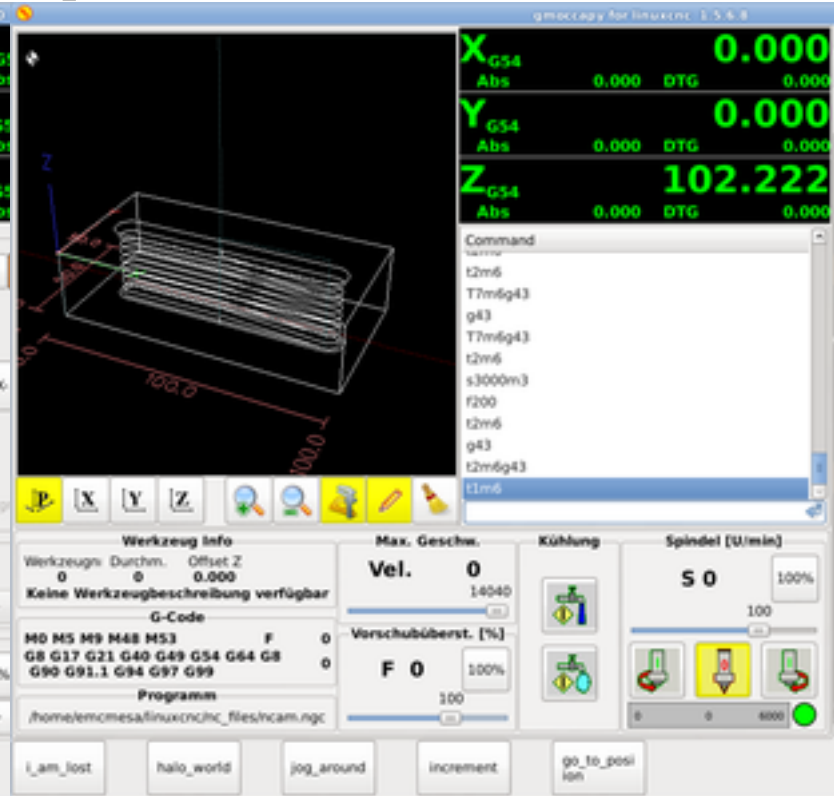 gmoccapy for linuxcnc 1.5.6.8
X G54 0.000
Abs 0.000 DTG 0.000
Y G54 0.000
Abs 0.000 DTG 0.000
Z G54 102.222
Abs 0.000 DTG 0.000
Z
100.0
Command
t2m6
T7m6g43
g43
T7m6g43
t2m6
s3000m3
f200
t2m6
g43
t2m6g43
t1m6
P X Y Z
Werkzeug Info
Werkzeugn Durchm. Offset Z
0 0 0.000
Keine Werkzeugbeschreibung verfügbar
G-Code
M0 M5 M9 M48 M53 F 0
G8 G17 G21 G40 G49 G54 G64 G8 0
G90 G91.1 G94 G97 G99
Programm
/home/emcmesa/linuxcnc/nc_files/ncam.ngc
Max. Geschw.
Vel. 0
14040
Vorschubüberst. [%]
F 0 100%
100
Kühlung
Spindel [U/min]
S 0 100%
100
0 0 6000
i_am_lost
halo_world
jog_around
increment
go_to_posi
ion